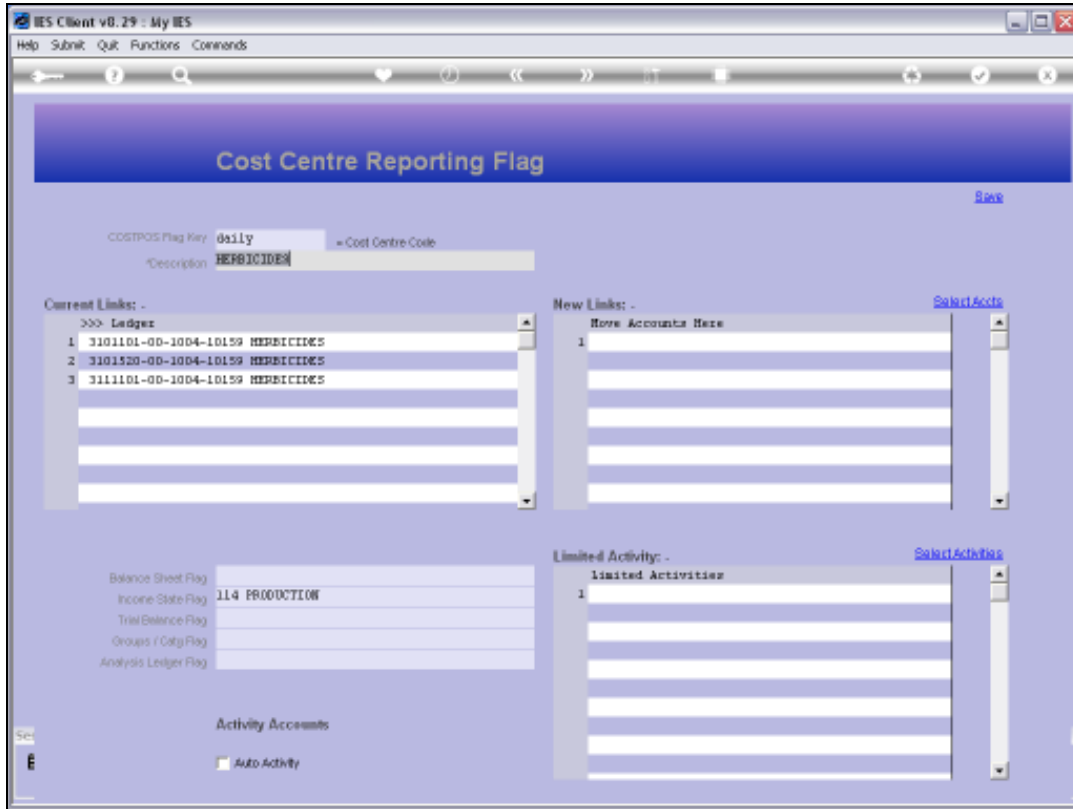 IES Client v8.29 : My IES
Help Submit Quit Functions Commands
Cost Centre Reporting Flag
Save
COSTPOS Flag Key daily = Cost Centre Code
*Description HERBICIDES
Current Links: -
>>> Ledger
1 3101101-00-1004-10159 HERBICIDES
2 3101520-00-1004-10159 HERBICIDES
3 3111101-00-1004-10159 HERBICIDES
New Links: - Select Accts
Move Accounts Here
1
Balance Sheet Flag
Income State Flag 114 PRODUCTION
Trial Balance Flag
Groups / Catg Flag
Analysis Ledger Flag
Limited Activity: - Select Activities
Limited Activities
1
Activity Accounts
Auto Activity